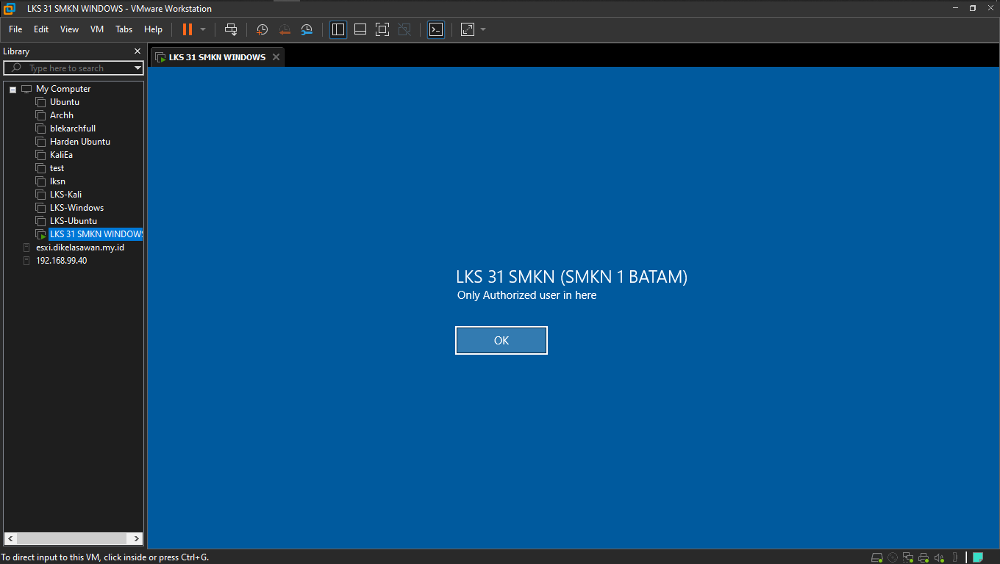 LKS 31 SMKN WINDOWS - VMware Workstation
File Edit View VM Tabs Help
Library
LKS 31 SMKN WINDOWS
Type here to search
My Computer
Ubuntu
Archh
blekarchfull
Harden Ubuntu
KaliEa
test
lksn
LKS-Kali
LKS-Windows
LKS-Ubuntu
LKS 31 SMKN WINDOWS
esxi.dikelasawan.my.id
192.168.99.40
LKS 31 SMKN (SMKN 1 BATAM)
Only Authorized user in here
OK
To direct input to this VM, click inside or press Ctrl+G.